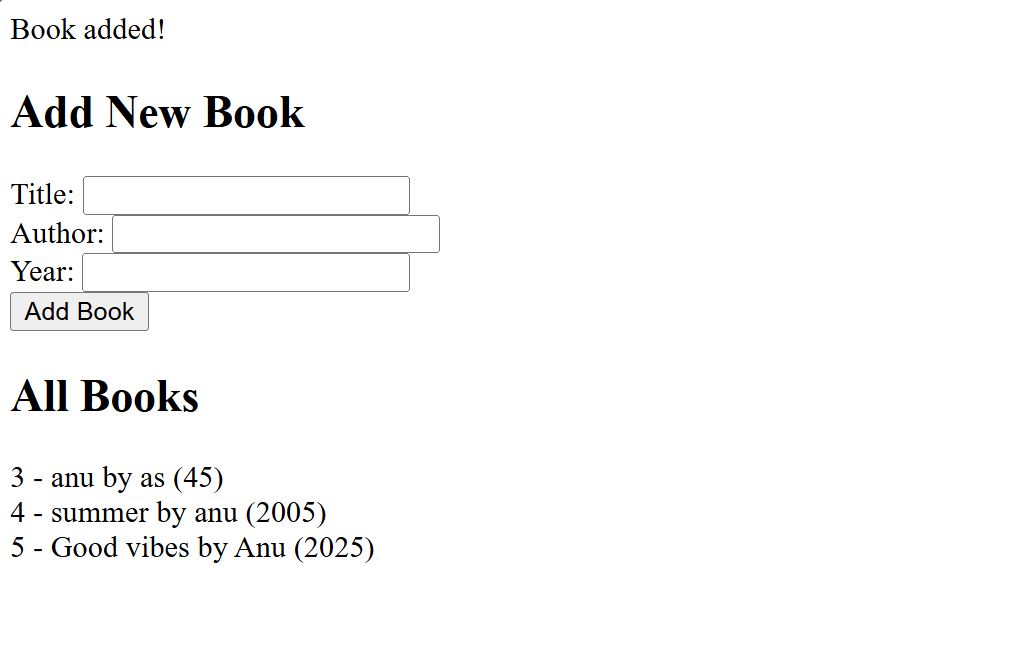 Book added!
Add New Book
Title:
Author:
Year:
Add Book
All Books
3 - anu by as (45)
4 - summer by anu (2005)
5 - Good vibes by Anu (2025)